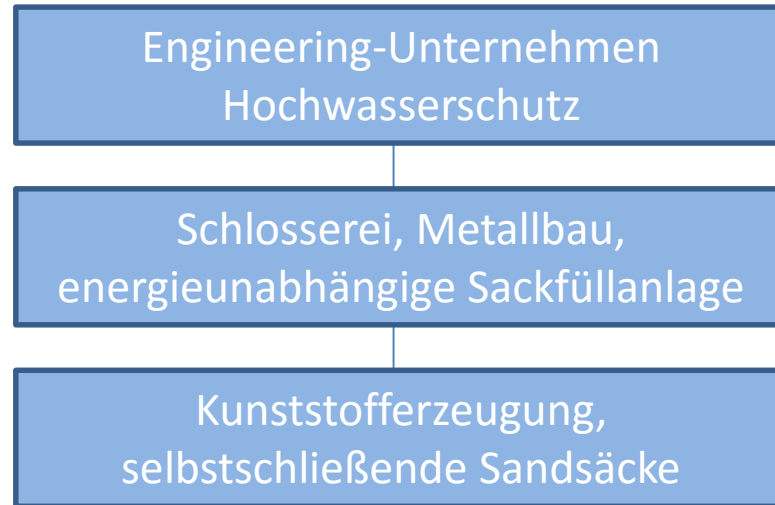 Engineering-Unternehmen
Hochwasserschutz
Schlosserei, Metallbau,
energieunabhängige Sackfüllanlage
Kunststofferzeugung,
selbstschließende Sandsäcke